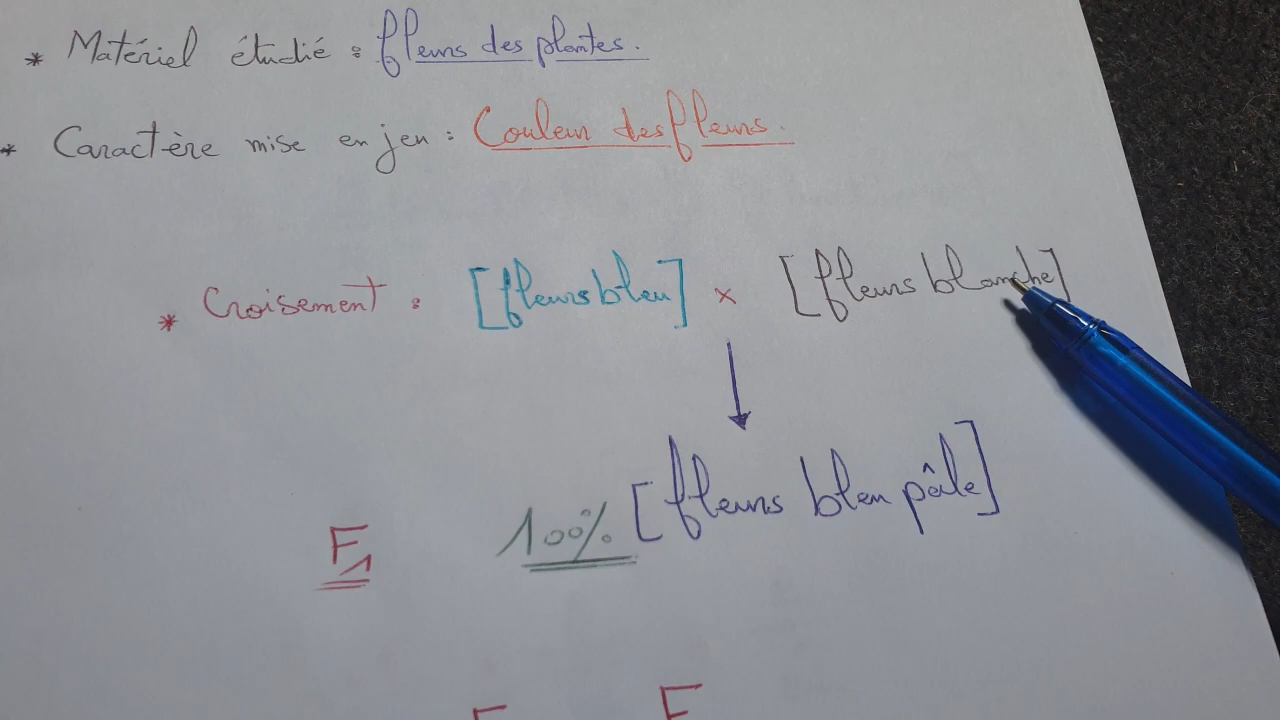 * Matériel étudié : fleurs des plantes.
* Caractère mise en jeu : Couleur des fleurs.
* Croisement : [fleurs bleu] x [fleurs blanche]
F1 100% [fleurs bleu pâle]
F F